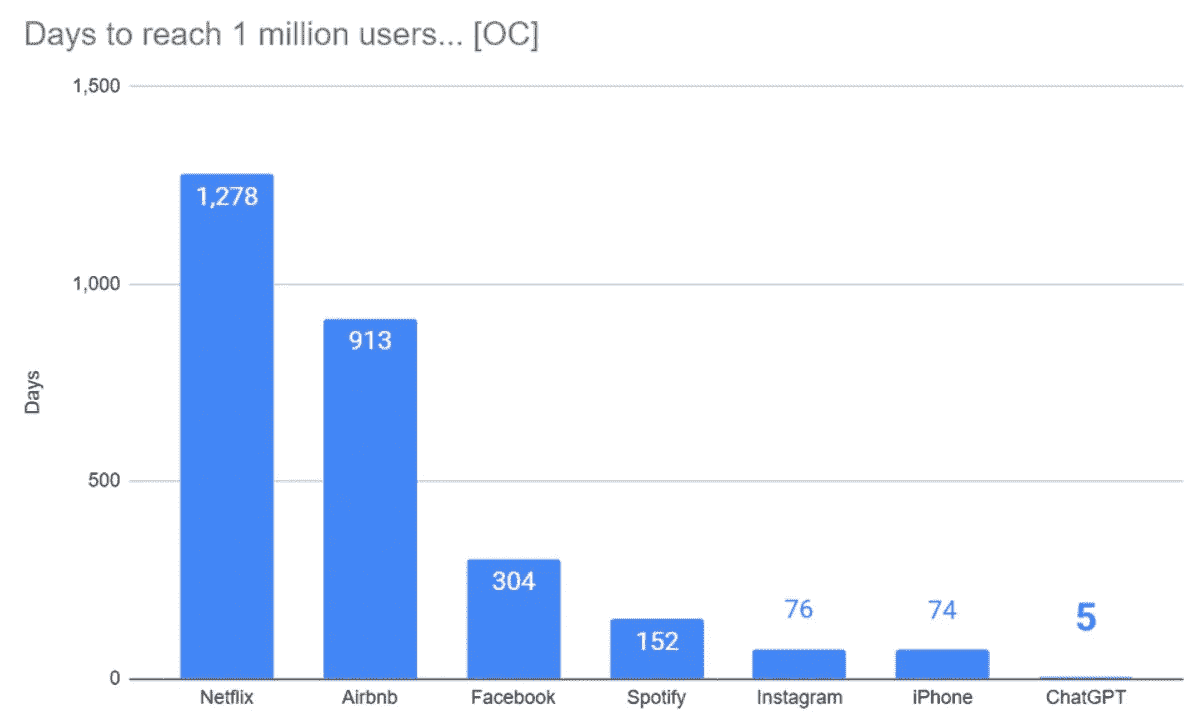 Days to reach 1 million users... [OC]
1,500
1,000
500
0
Days
1,278
913
304
152
76
74
5
Netflix
Airbnb
Facebook
Spotify
Instagram
iPhone
ChatGPT